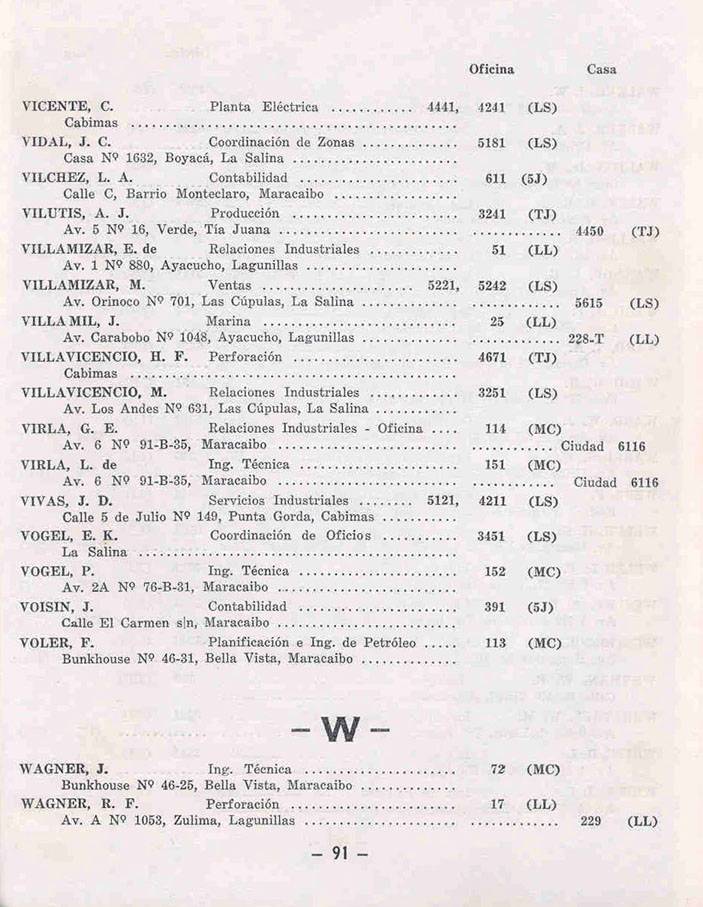 Oficina Casa
VICENTE, C. Planta Eléctrica ............ 4441, 4241 (LS)
Cabimas ................................................
VIDAL, J. C. Coordinación de Zonas .............. 5181 (LS)
Casa Nº 1632, Boyacá, La Salina ........................
VILCHEZ, L. A. Contabilidad ....................... 611 (5J)
Calle C, Barrio Monteclaro, Maracaibo ..................
VILUTIS, A. J. Producción ........................ 3241 (TJ)
Av. 5 Nº 16, Verde, Tía Juana ........................... ............. 4450 (TJ)
VILLAMIZAR, E. de Relaciones Industriales ............. 51 (LL)
Av. 1 Nº 880, Ayacucho, Lagunillas ......................
VILLAMIZAR, M. Ventas ...................... 5221, 5242 (LS)
Av. Orinoco Nº 701, Las Cúpulas, La Salina .............. ............. 5615 (LS)
VILLAMIL, J. Marina ............................ 25 (LL)
Av. Carabobo Nº 1048, Ayacucho, Lagunillas .............. ............. 228-T (LL)
VILLAVICENCIO, H. F. Perforación ........................ 4671 (TJ)
Cabimas ................................................
VILLAVICENCIO, M. Relaciones Industriales ............. 3251 (LS)
Av. Los Andes Nº 631, Las Cúpulas, La Salina ............
VIRLA, G. E. Relaciones Industriales - Oficina .... 114 (MC)
Av. 6 Nº 91-B-35, Maracaibo .......................... ............ Ciudad 6116
VIRLA, L. de Ing. Técnica ....................... 151 (MC)
Av. 6 Nº 91-B-35, Maracaibo .......................... ............ Ciudad 6116
VIVAS, J. D. Servicios Industriales ........ 5121, 4211 (LS)
Calle 5 de Julio Nº 149, Punta Gorda, Cabimas ...........
VOGEL, E. K. Coordinación de Oficios ............. 3451 (LS)
La Salina ..............................................
VOGEL, P. Ing. Técnica ....................... 152 (MC)
Av. 2A Nº 76-B-31, Maracaibo ..........................
VOISIN, J. Contabilidad ........................ 391 (5J)
Calle El Carmen s|n, Maracaibo ..........................
VOLER, F. Planificación e Ing. de Petróleo ..... 113 (MC)
Bunkhouse Nº 46-31, Bella Vista, Maracaibo ..............
– W –
WAGNER, J. Ing. Técnica ...................... 72 (MC)
Bunkhouse Nº 46-25, Bella Vista, Maracaibo ..............
WAGNER, R. F. Perforación ........................ 17 (LL)
Av. A Nº 1053, Zulima, Lagunillas ...................... ............. 229 (LL)
– 91 –